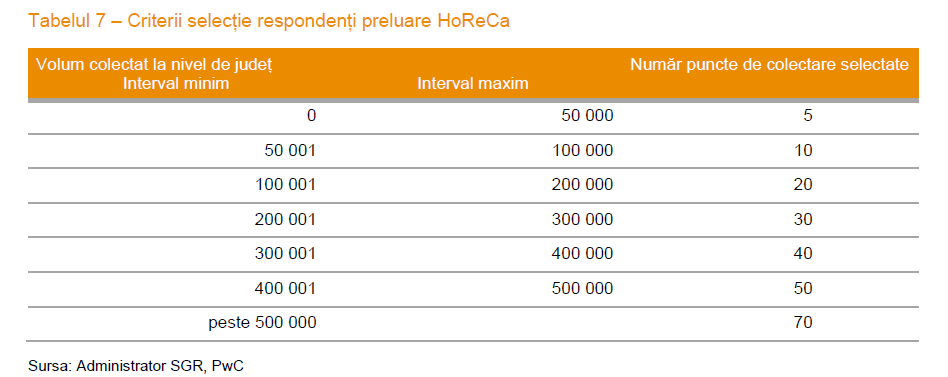 Tabelul 7 – Criterii selecție respondenți preluare HoReCa
Volum colectat la nivel de județ Număr puncte de colectare selectate
Interval minim Interval maxim
0 50 000 5
50 001 100 000 10
100 001 200 000 20
200 001 300 000 30
300 001 400 000 40
400 001 500 000 50
peste 500 000 70
Sursa: Administrator SGR, PwC